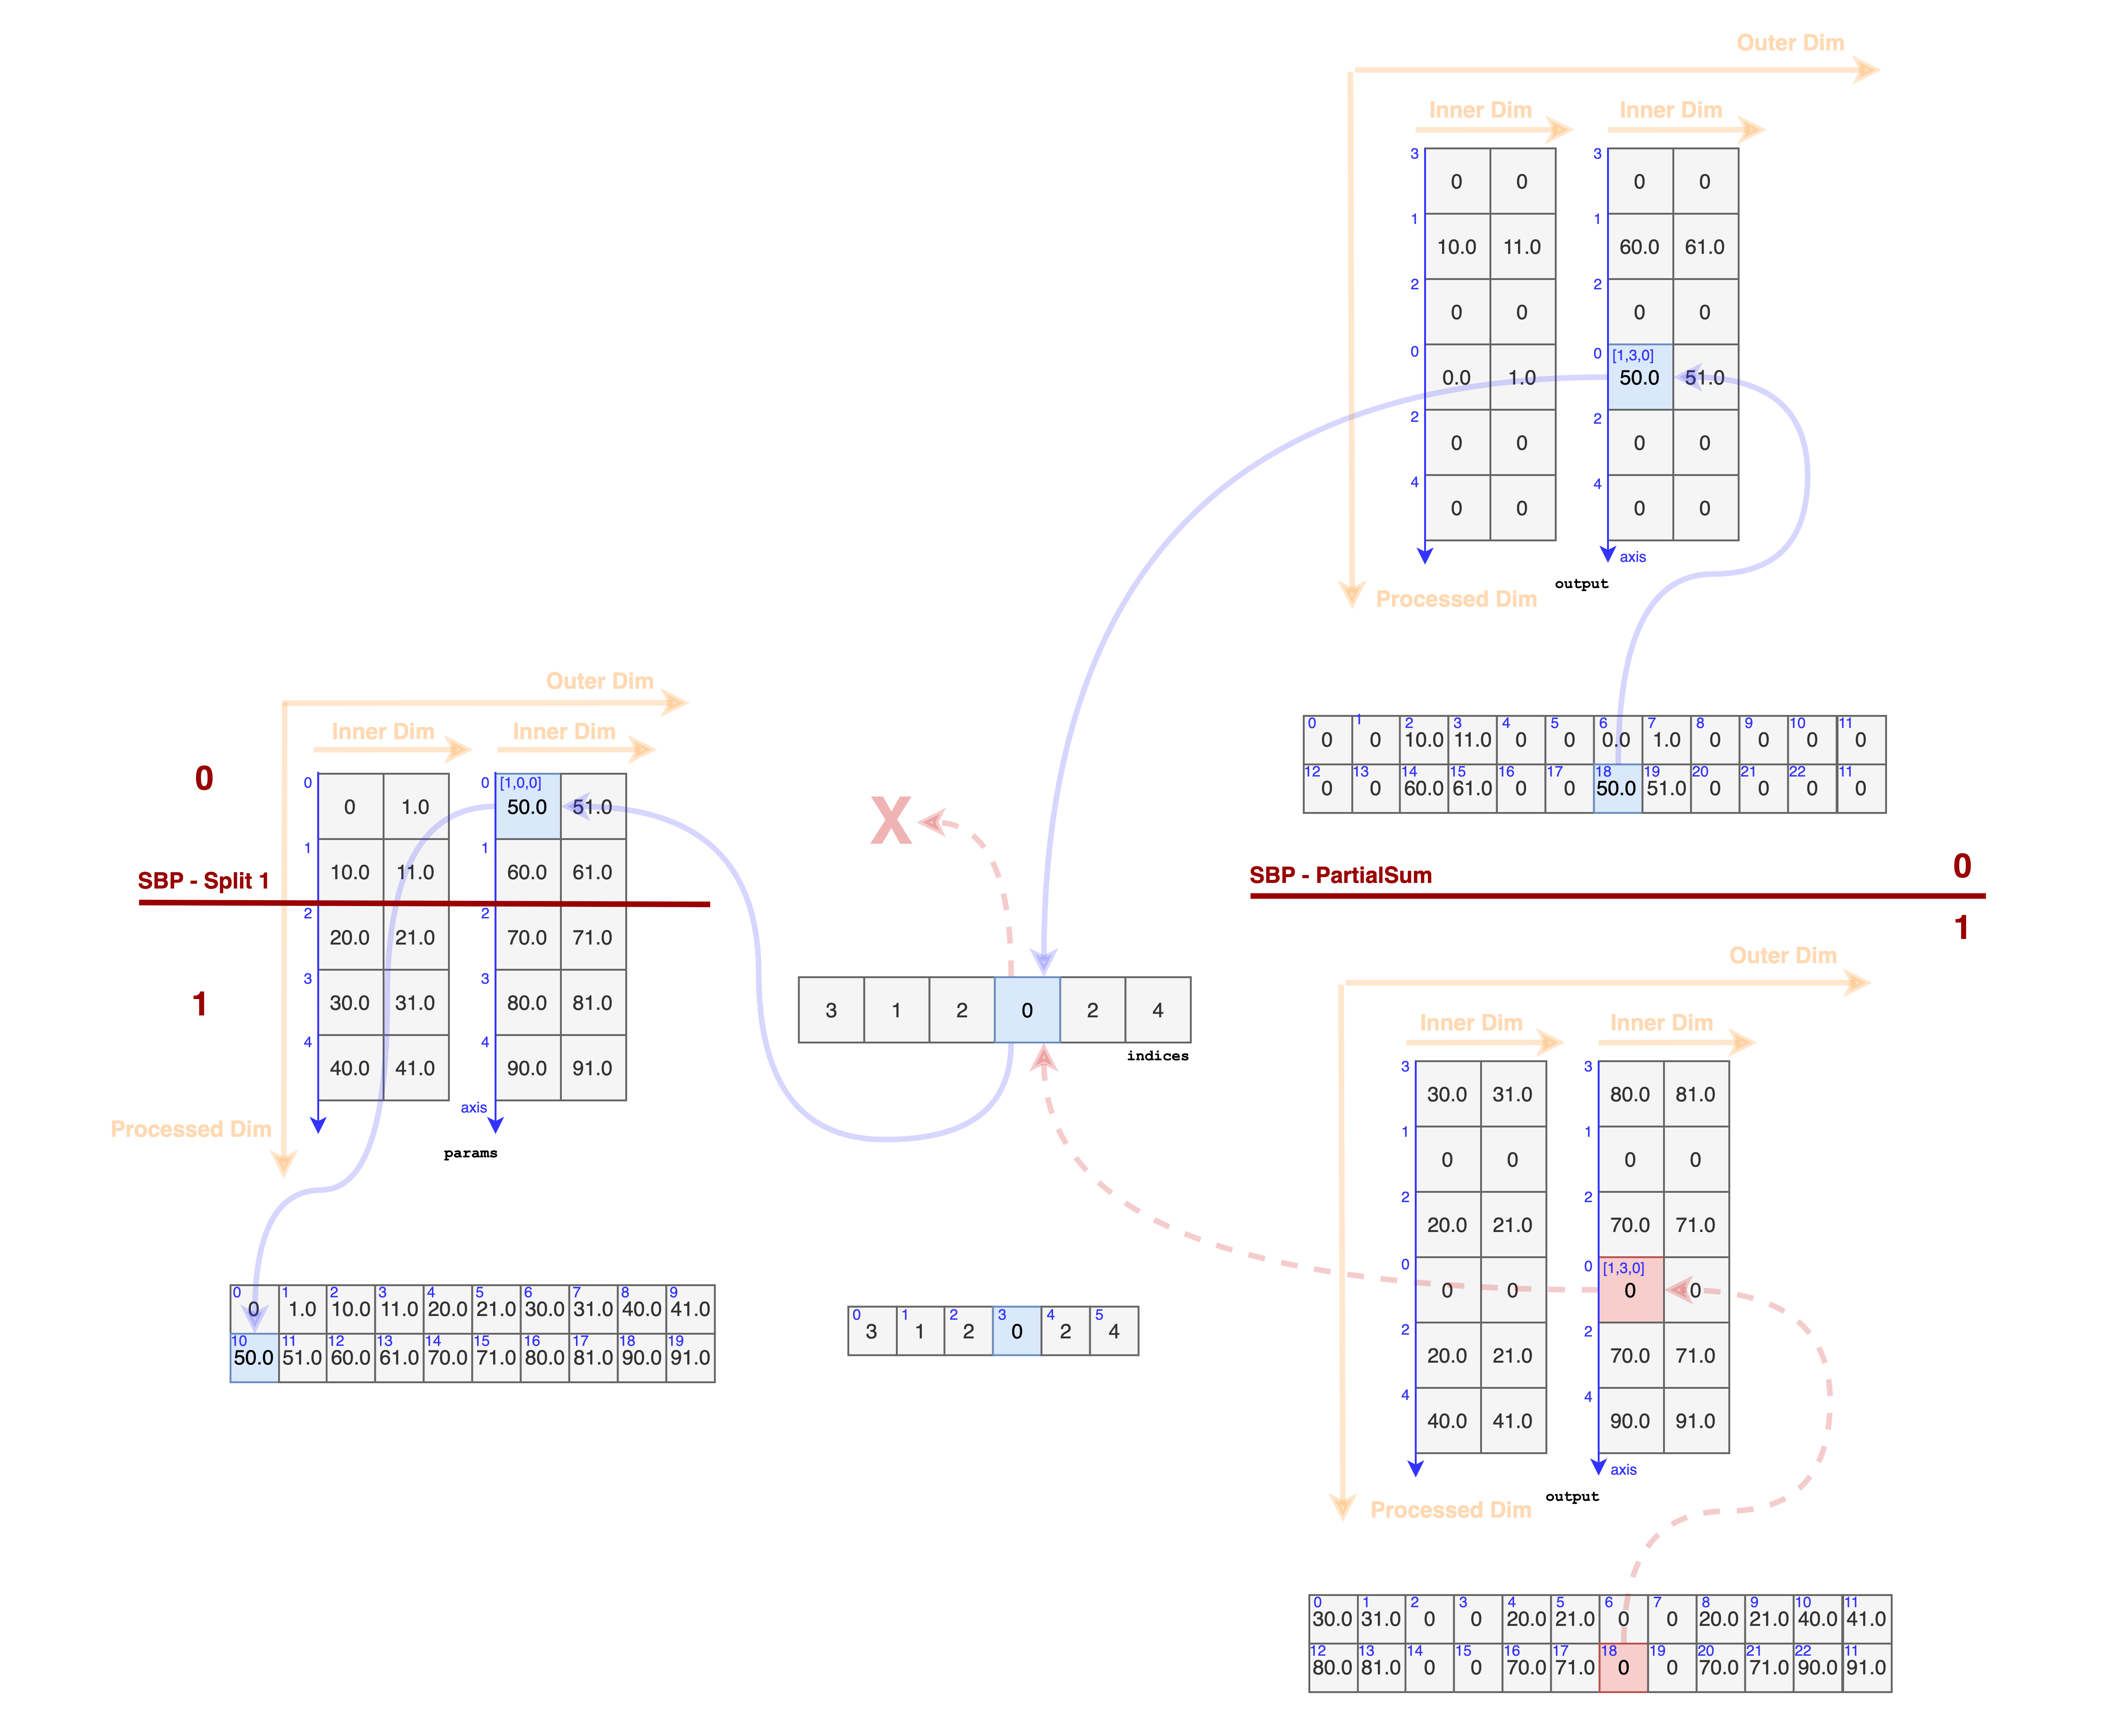 Outer Dim
Inner Dim Inner Dim
3 3
0 0 0 0
1 1
10.0 11.0 60.0 61.0
2 2
0 0 0 0
0 0 [1,3,0]
0.0 1.0 50.0 51.0
2 2
0 0 0 0
4 4
0 0 0 0
axis
output
Processed Dim
0 1 2 3 4 5 6 7 8 9 10 11
0 0 10.0 11.0 0 0 0.0 1.0 0 0 0 0
12 13 14 15 16 17 18 19 20 21 22 11
0 0 60.0 61.0 0 0 50.0 51.0 0 0 0 0
SBP - PartialSum
0
1
Outer Dim
Inner Dim Inner Dim
0
0 0 [1,0,0]
0 1.0 50.0 51.0
1 1
10.0 11.0 60.0 61.0
SBP - Split 1
2 2
20.0 21.0 70.0 71.0
1
3 3
30.0 31.0 80.0 81.0
4 4
40.0 41.0 90.0 91.0
axis
Processed Dim
params
0 1 2 3 4 5 6 7 8 9
0 1.0 10.0 11.0 20.0 21.0 30.0 31.0 40.0 41.0
10 11 12 13 14 15 16 17 18 19
50.0 51.0 60.0 61.0 70.0 71.0 80.0 81.0 90.0 91.0
X
3 1 2 0 2 4
indices
0 1 2 3 4 5
3 1 2 0 2 4
Outer Dim
Inner Dim Inner Dim
3 3
30.0 31.0 80.0 81.0
1 1
0 0 0 0
2 2
20.0 21.0 70.0 71.0
0 0 [1,3,0]
0 0 0 0
2 2
20.0 21.0 70.0 71.0
4 4
40.0 41.0 90.0 91.0
axis
output
Processed Dim
0 1 2 3 4 5 6 7 8 9 10 11
30.0 31.0 0 0 20.0 21.0 0 0 20.0 21.0 40.0 41.0
12 13 14 15 16 17 18 19 20 21 22 11
80.0 81.0 0 0 70.0 71.0 0 0 70.0 71.0 90.0 91.0